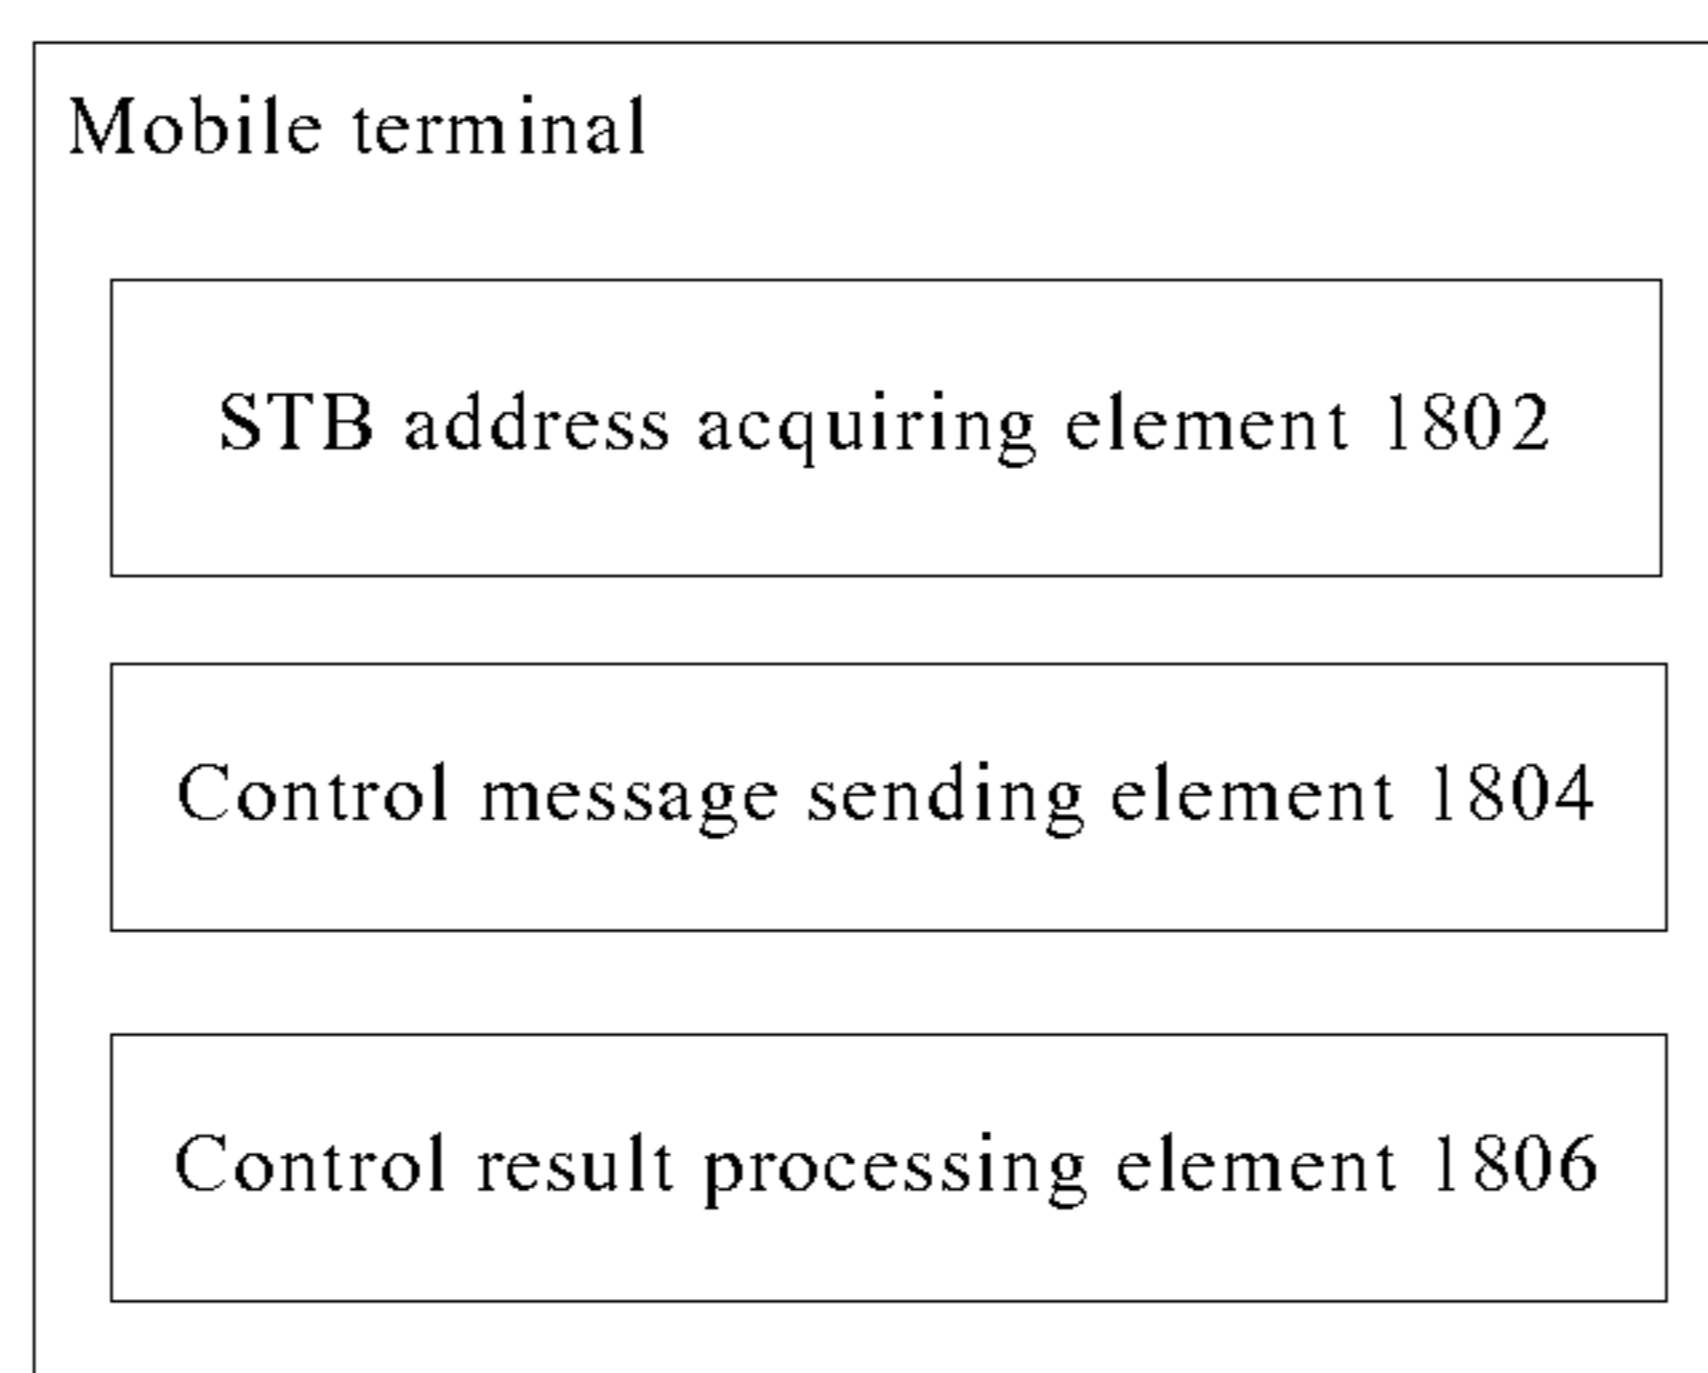 Mobile terminal
STB address acquiring element 1802
Control message sending element 1804
Control result processing element 1806